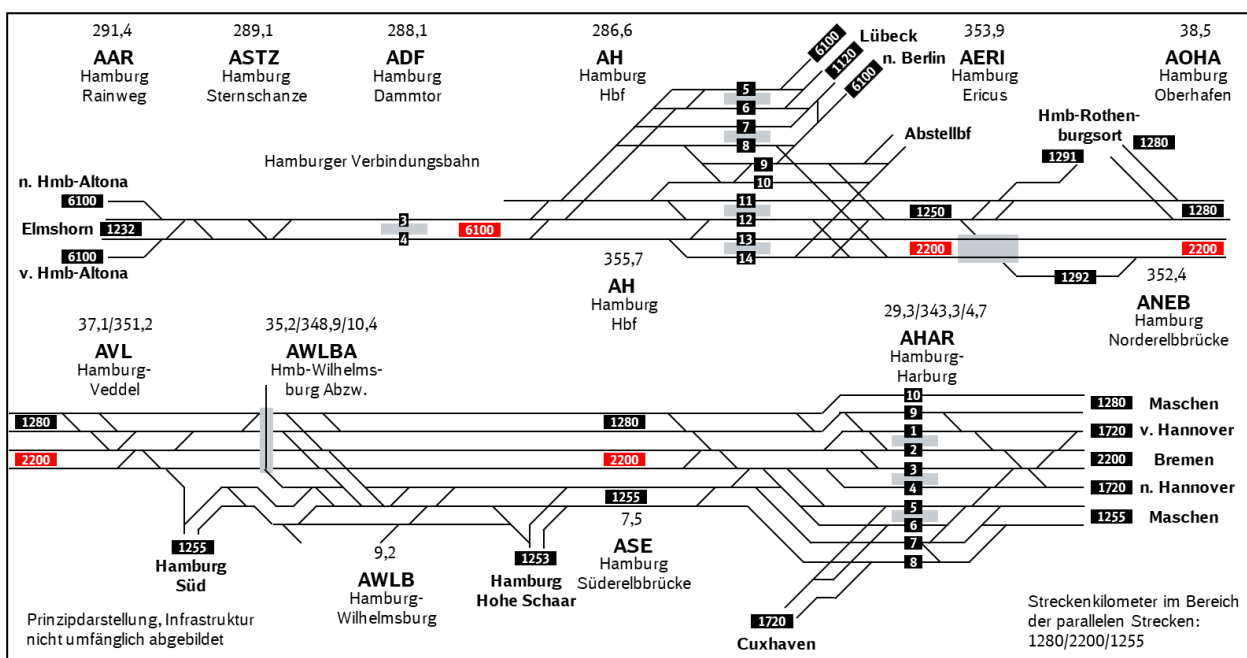 291,4
AAR
Hamburg
Rainweg
289,1
ASTZ
Hamburg
Sternschanze
288,1
ADF
Hamburg
Dammtor
286,6
AH
Hamburg
Hbf
6100
Lübeck
1120
n. Berlin
6100
353,9
AERI
Hamburg
Ericus
38,5
AOHA
Hamburg
Oberhafen
5
6
7
8
9
10
11
12
13
14
Abstellbf
Hmb-Rothen-
burgsort
1280
1291
Hamburger Verbindungsbahn
n. Hmb-Altona
6100
Elmshorn 1232
6100
v. Hmb-Altona
3
4
6100
1250
1280
2200
2200
1292
355,7
AH
Hamburg
Hbf
352,4
ANEB
Hamburg
Norderelbbrücke
37,1/351,2
AVL
Hamburg-
Veddel
35,2/348,9/10,4
AWLBA
Hmb-Wilhelms-
burg Abzw.
29,3/343,3/4,7
AHAR
Hamburg-
Harburg
1280
1280
2200
2200
1255
10
9
1
2
3
4
5
6
7
8
1280 Maschen
1720 v. Hannover
2200 Bremen
1720 n. Hannover
1255 Maschen
1255
Hamburg
Süd
9,2
AWLB
Hamburg-
Wilhelmsburg
1253
Hamburg
Hohe Schaar
7,5
ASE
Hamburg
Süderelbbrücke
1720
Cuxhaven
Prinzipdarstellung, Infrastruktur
nicht umfänglich abgebildet
Streckenkilometer im Bereich
der parallelen Strecken:
1280/2200/1255